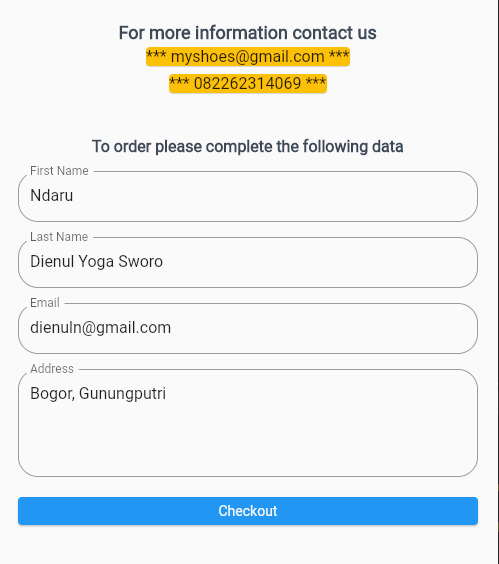 For more information contact us
*** myshoes@gmail.com ***
*** 082262314069 ***
To order please complete the following data
First Name
Ndaru
Last Name
Dienul Yoga Sworo
Email
dienuln@gmail.com
Address
Bogor, Gunungputri
Checkout